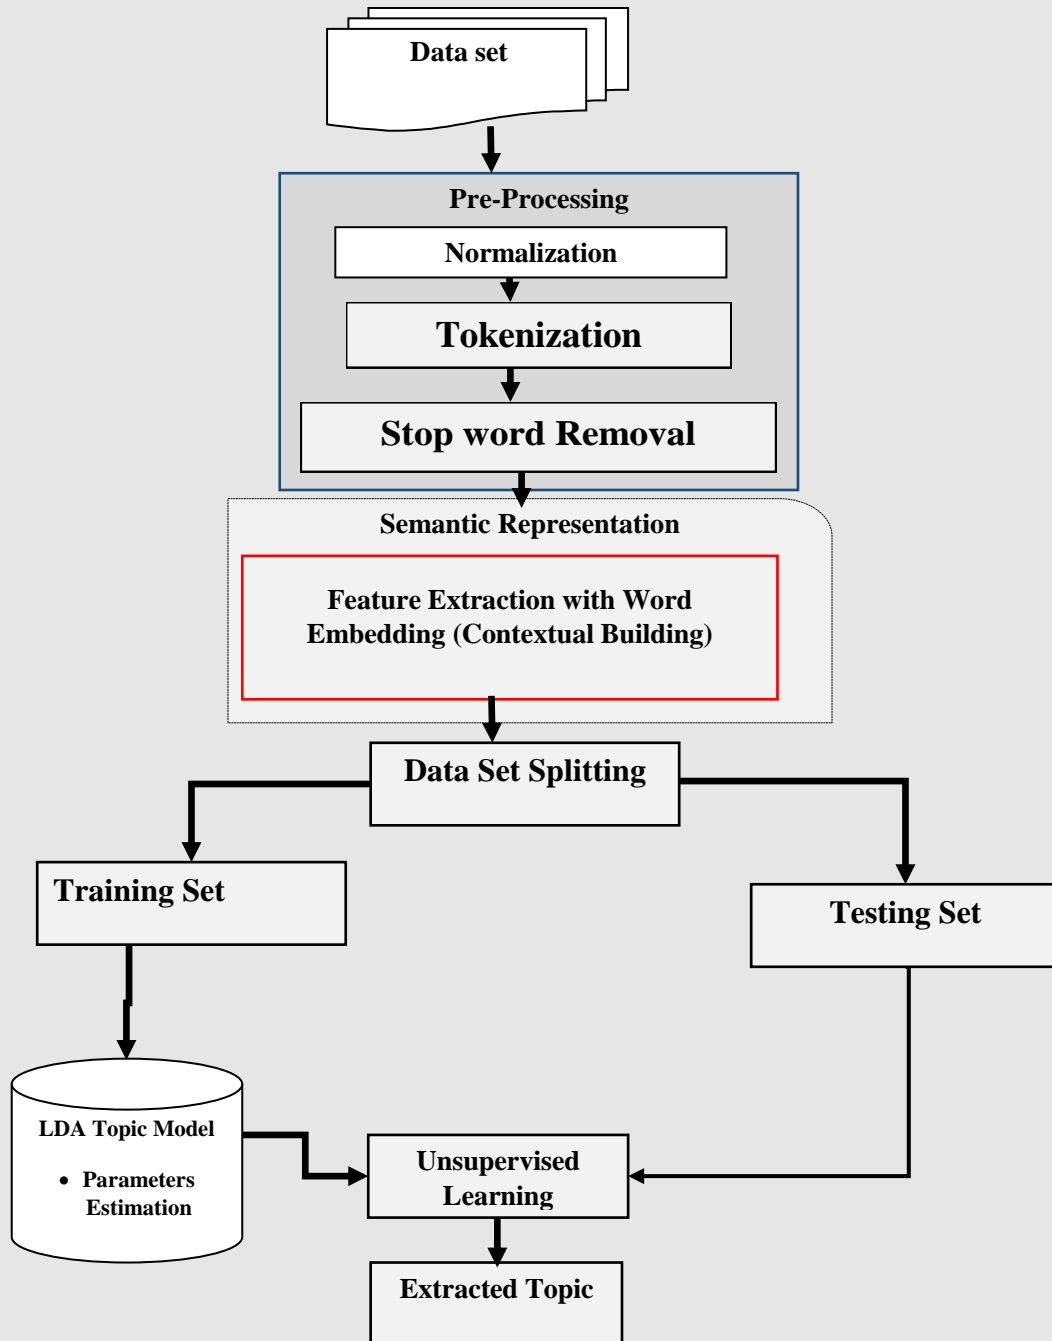 Data set
Pre-Processing
Normalization
Tokenization
Stop word Removal
Semantic Representation
Feature Extraction with Word
Embedding (Contextual Building)
Data Set Splitting
Training Set
Testing Set
LDA Topic Model
• Parameters
Estimation
Unsupervised
Learning
Extracted Topic